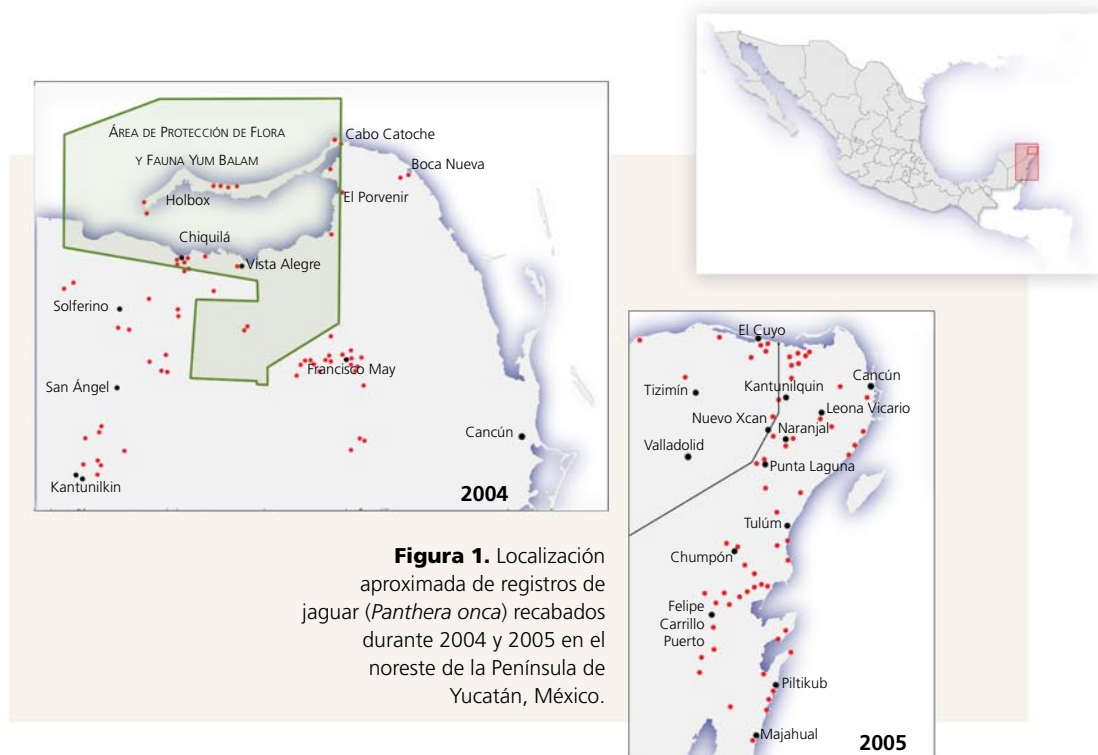 ÁREA DE PROTECCIÓN DE FLORA
Y FAUNA YUM BALAM
Cabo Catoche
Boca Nueva
Holbox
El Porvenir
Chiquilá
Vista Alegre
Solferino
San Ángel
Francisco May
Cancún
Kantunilkin
2004
El Cuyo
Tizimín
Kantunilquin
Cancún
Leona Vicario
Nuevo Xcan
Naranjal
Valladolid
Punta Laguna
Tulúm
Chumpón
Felipe
Carrillo
Puerto
Piltikub
Majahual
2005
Figura 1. Localización
aproximada de registros de
jaguar (Panthera onca) recabados
durante 2004 y 2005 en el
noreste de la Península de
Yucatán, México.